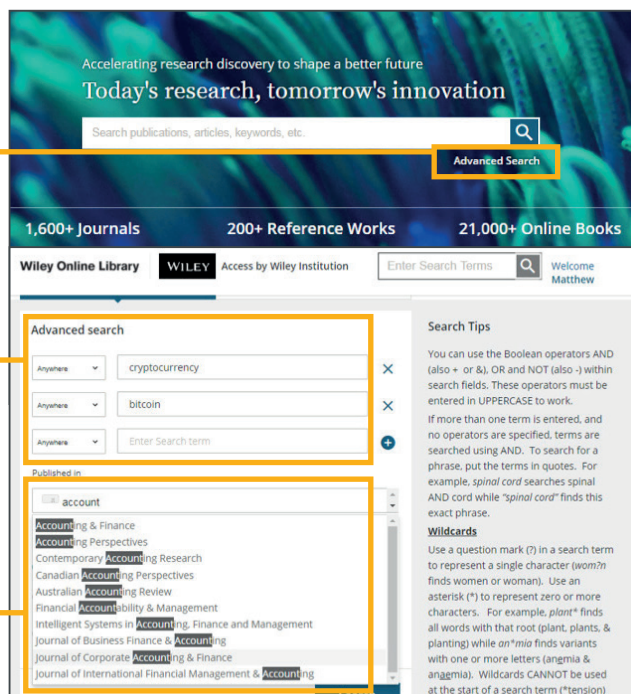 Accelerating research discovery to shape a better future
Today's research, tomorrow's innovation
Search publications, articles, keywords, etc.
Advanced Search
1,600+ Journals
200+ Reference Works
21,000+ Online Books
Wiley Online Library
WILEY
Access by Wiley Institution
Enter Search Terms
Welcome
Matthew
Advanced search
Anywhere
cryptocurrency
Anywhere
bitcoin
Anywhere
Enter Search term
Published in
account
Accounting & Finance
Accounting Perspectives
Contemporary Accounting Research
Canadian Accounting Perspectives
Australian Accounting Review
Financial Accountability & Management
Intelligent Systems in Accounting, Finance and Management
Journal of Business Finance & Accounting
Journal of Corporate Accounting & Finance
Journal of International Financial Management & Accounting
Search Tips
You can use the Boolean operators AND
(also + or &), OR and NOT (also -) within
search fields. These operators must be
entered in UPPERCASE to work.
If more than one term is entered, and
no operators are specified, terms are
searched using AND. To search for a
phrase, put the terms in quotes. For
example, spinal cord searches spinal
AND cord while "spinal cord" finds this
exact phrase.
Wildcards
Use a question mark (?) in a search term
to represent a single character (wom?n
finds women or woman). Use an
asterisk (*) to represent zero or more
characters. For example, plant* finds
all words with that root (plant, plants, &
planting) while an*mia finds variants
with one or more letters (anemia &
anaemia). Wildcards CANNOT be used
at the start of a search term (*tension)